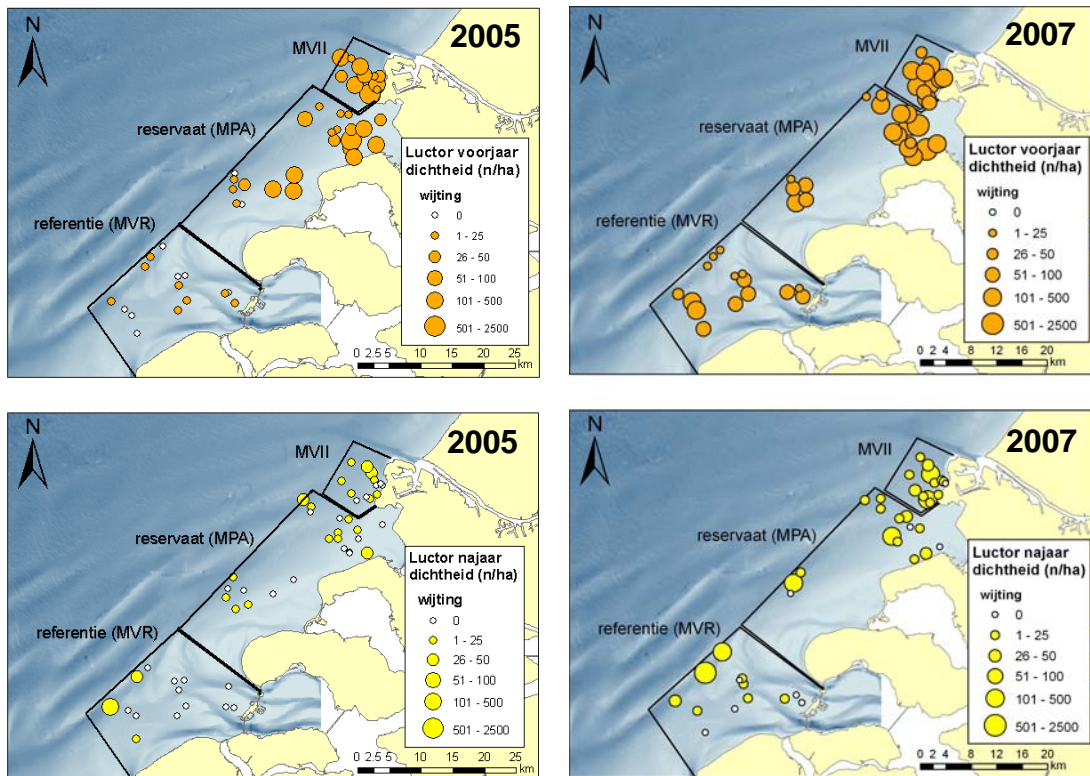 N
2005
MVII
reservaat (MPA)
referentie (MVR)
Luctor voorjaar
dichtheid (n/ha)
wijting
0
1 - 25
26 - 50
51 - 100
101 - 500
501 - 2500
0 2.5 5 10 15 20 25
km
N
2007
MVII
reservaat (MPA)
referentie (MVR)
Luctor voorjaar
dichtheid (n/ha)
wijting
0
1 - 25
26 - 50
51 - 100
101 - 500
501 - 2500
0 2 4 8 12 16 20
km
N
2005
MVII
reservaat (MPA)
referentie (MVR)
Luctor najaar
dichtheid (n/ha)
wijting
0
1 - 25
26 - 50
51 - 100
101 - 500
501 - 2500
0 2.5 5 10 15 20 25
km
N
2007
MVII
reservaat (MPA)
referentie (MVR)
Luctor najaar
dichtheid (n/ha)
wijting
0
1 - 25
26 - 50
51 - 100
101 - 500
501 - 2500
0 2 4 8 12 16 20
km